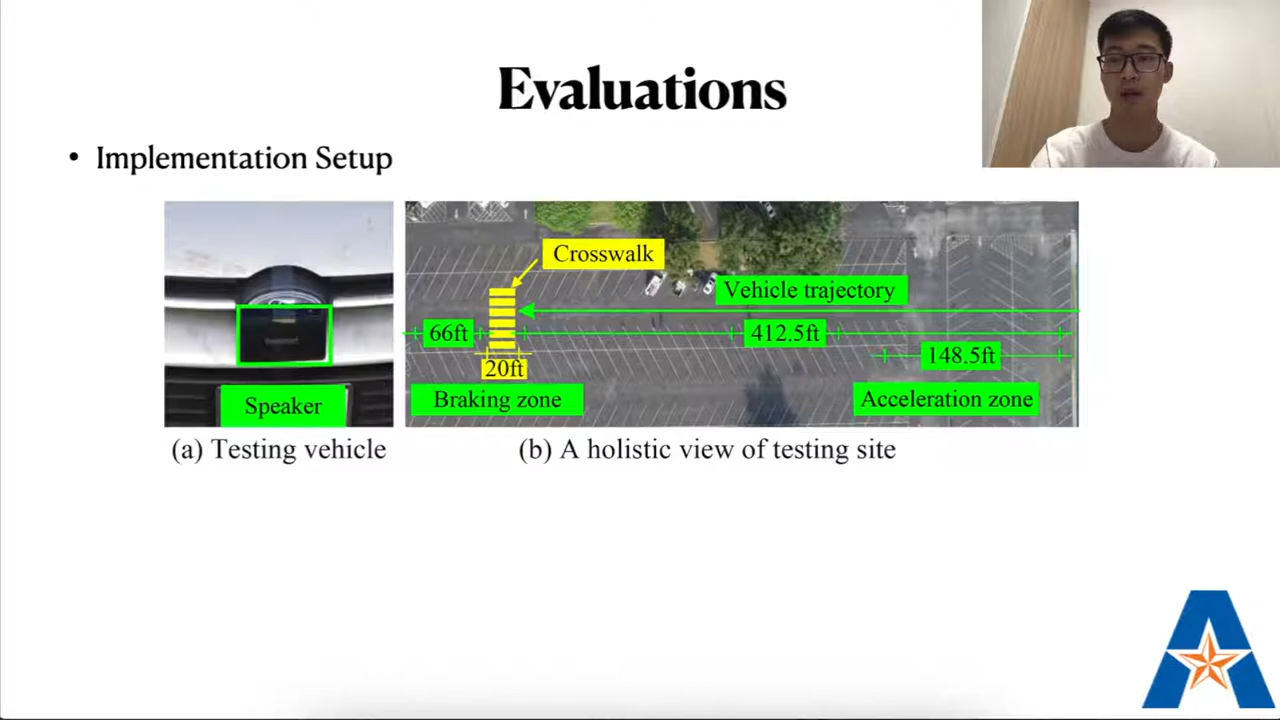 Evaluations
• Implementation Setup
Crosswalk
Vehicle trajectory
66ft
412.5ft
20ft
148.5ft
Speaker
Braking zone
Acceleration zone
(a) Testing vehicle
(b) A holistic view of testing site